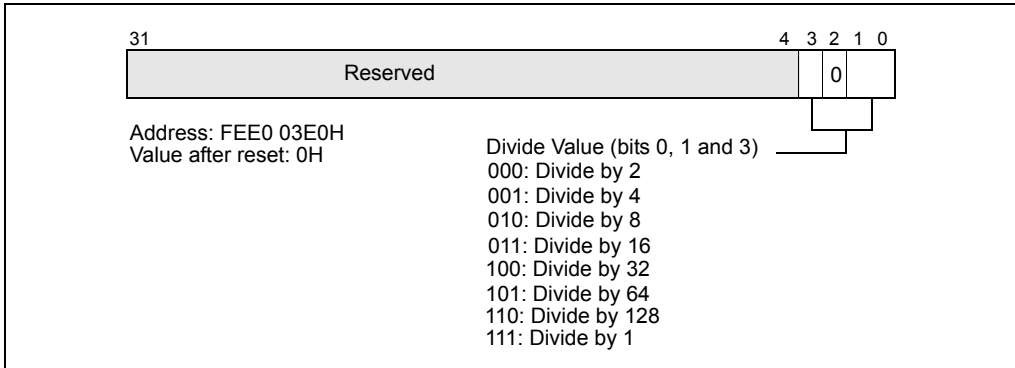 31 4 3 2 1 0
Reserved 0
Address: FEE0 03E0H
Value after reset: 0H
Divide Value (bits 0, 1 and 3)
000: Divide by 2
001: Divide by 4
010: Divide by 8
011: Divide by 16
100: Divide by 32
101: Divide by 64
110: Divide by 128
111: Divide by 1